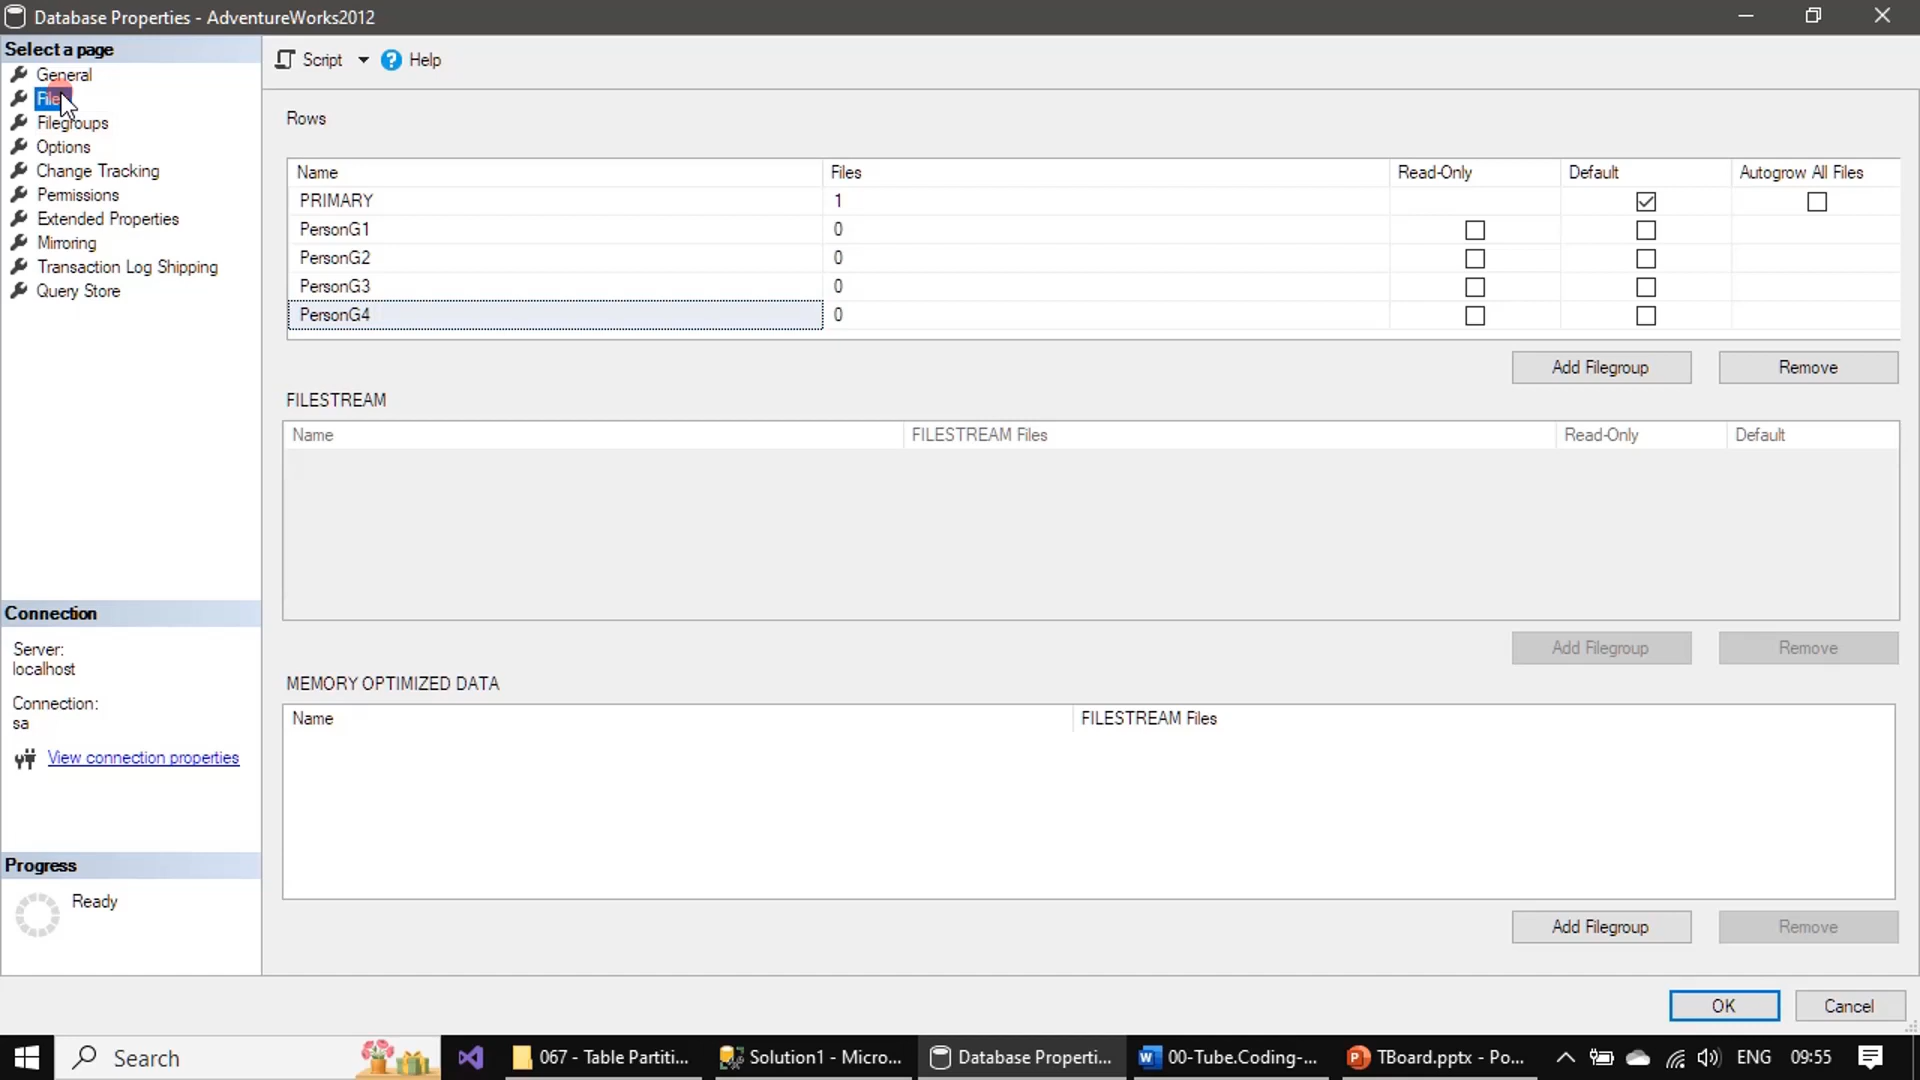 Database Properties - AdventureWorks2012
Select a page
General
Files
Filegroups
Options
Change Tracking
Permissions
Extended Properties
Mirroring
Transaction Log Shipping
Query Store
Connection
Server:
localhost
Connection:
sa
View connection properties
Progress
Ready
Script
Help
Rows
Name Files Read-Only Default Autogrow All Files
PRIMARY 1
PersonG1 0
PersonG2 0
PersonG3 0
PersonG4 0
Add Filegroup Remove
FILESTREAM
Name FILESTREAM Files Read-Only Default
Add Filegroup Remove
MEMORY OPTIMIZED DATA
Name FILESTREAM Files
Add Filegroup Remove
OK Cancel
Search 067 - Table Partiti... Solution1 - Micro... Database Properti... 00-Tube.Coding-... TBoard.pptx - Po... ENG 09:55